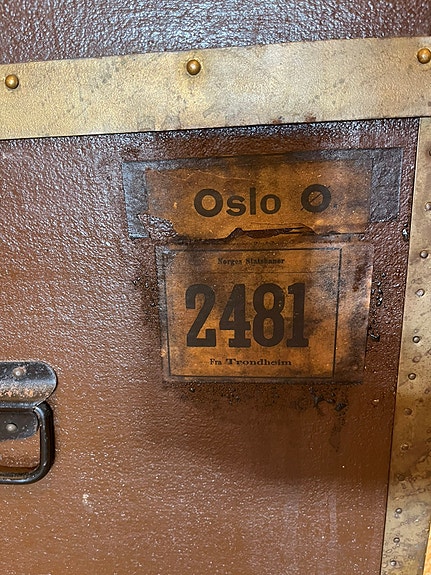 Oslo O
Norges Statsbaner
2481
Fra Trondheim